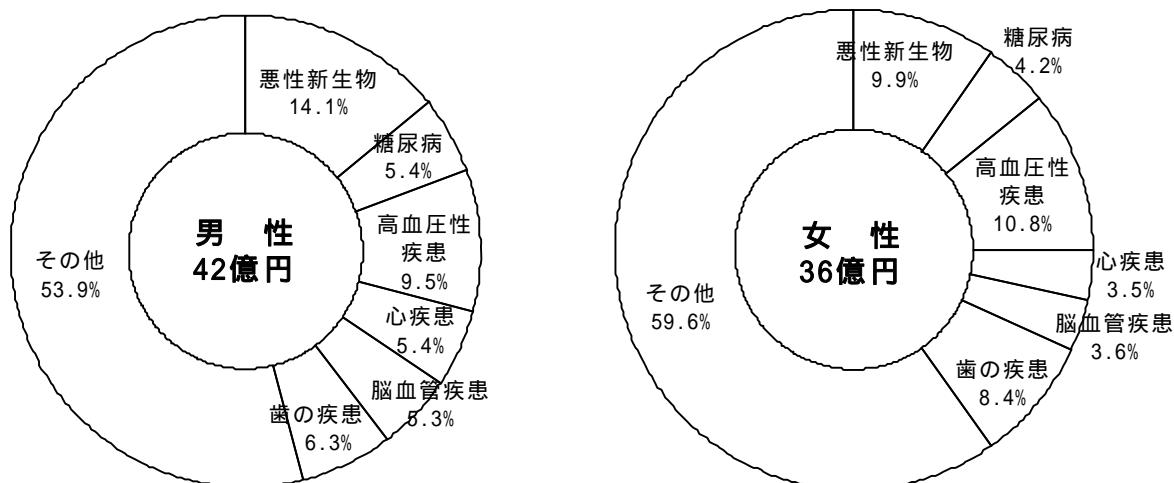 悪性新生物
14.1%
糖尿病
5.4%
高血圧性
疾患
9.5%
心疾患
5.4%
脳血管疾患
5.3%
歯の疾患
6.3%
その他
53.9%
男 性
42億円
悪性新生物
9.9%
糖尿病
4.2%
高血圧性
疾患
10.8%
心疾患
3.5%
脳血管疾患
3.6%
歯の疾患
8.4%
その他
59.6%
女 性
36億円